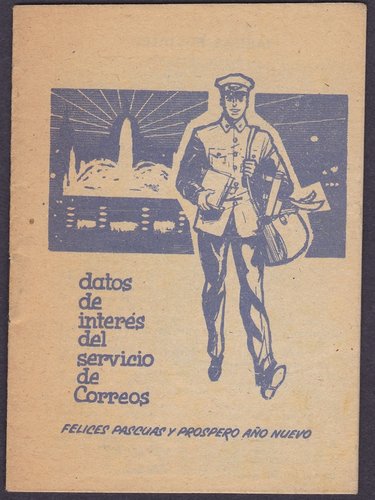 datos
de
interés
del
servicio
de
Correos
FELICES PASCUAS Y PROSPERO AÑO NUEVO